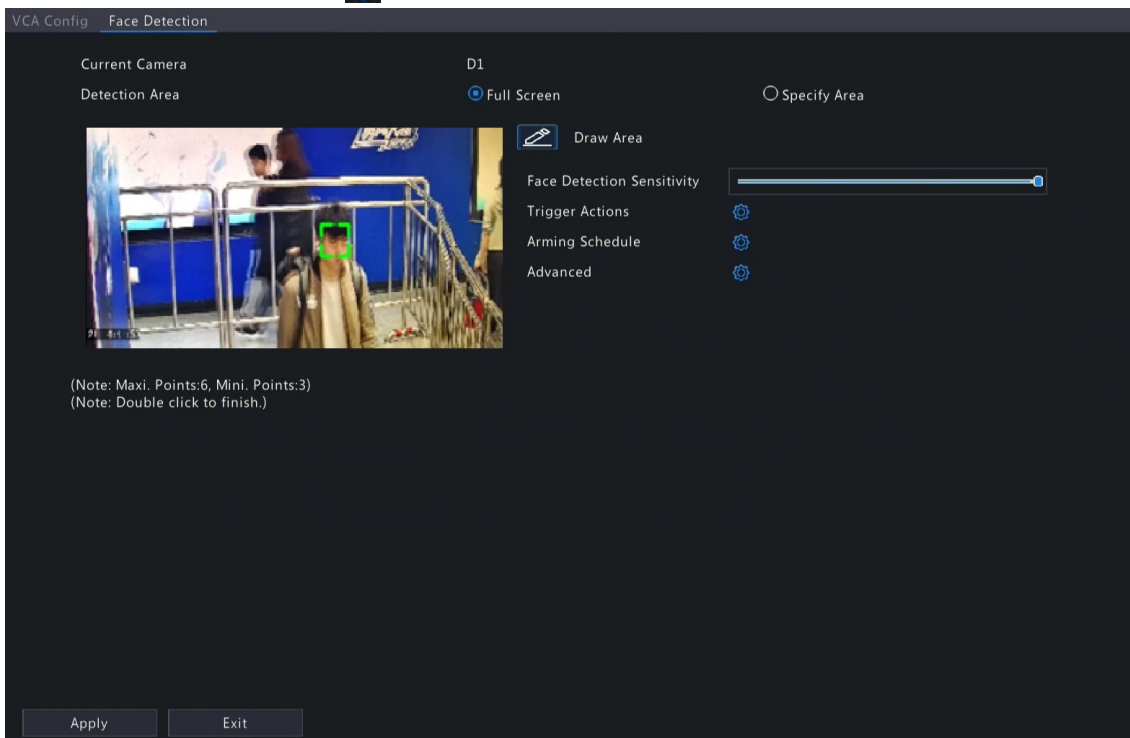 VCA Config Face Detection
Current Camera D1
Detection Area Full Screen Specify Area
Draw Area
Face Detection Sensitivity
Trigger Actions
Arming Schedule
Advanced
(Note: Maxi. Points:6, Mini. Points:3)
(Note: Double click to finish.)
Apply Exit